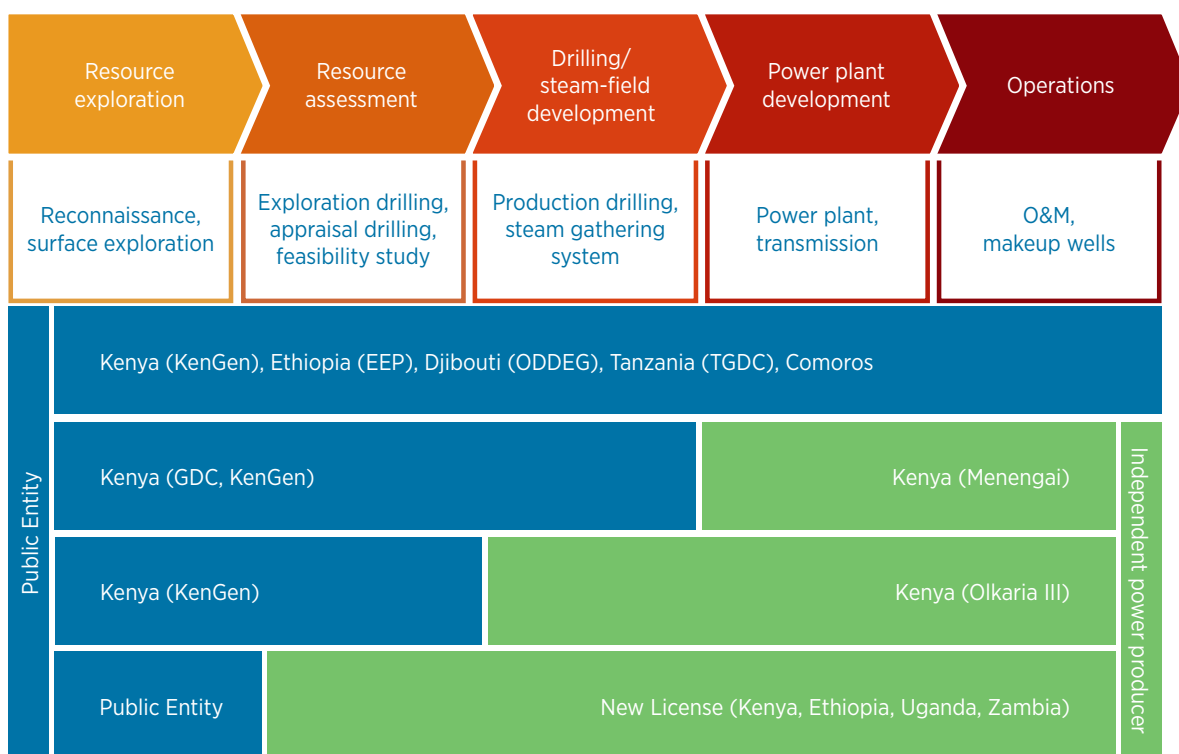 Resource
exploration
Resource
assessment
Drilling/
steam-field
development
Power plant
development
Operations
Reconnaissance,
surface exploration
Exploration drilling,
appraisal drilling,
feasibility study
Production drilling,
steam gathering
system
Power plant,
transmission
O&M,
makeup wells
Public Entity
Kenya (KenGen), Ethiopia (EEP), Djibouti (ODDEG), Tanzania (TGDC), Comoros
Kenya (GDC, KenGen)
Kenya (Menengai)
Kenya (KenGen)
Kenya (Olkaria III)
Public Entity
New License (Kenya, Ethiopia, Uganda, Zambia)
Independent power producer